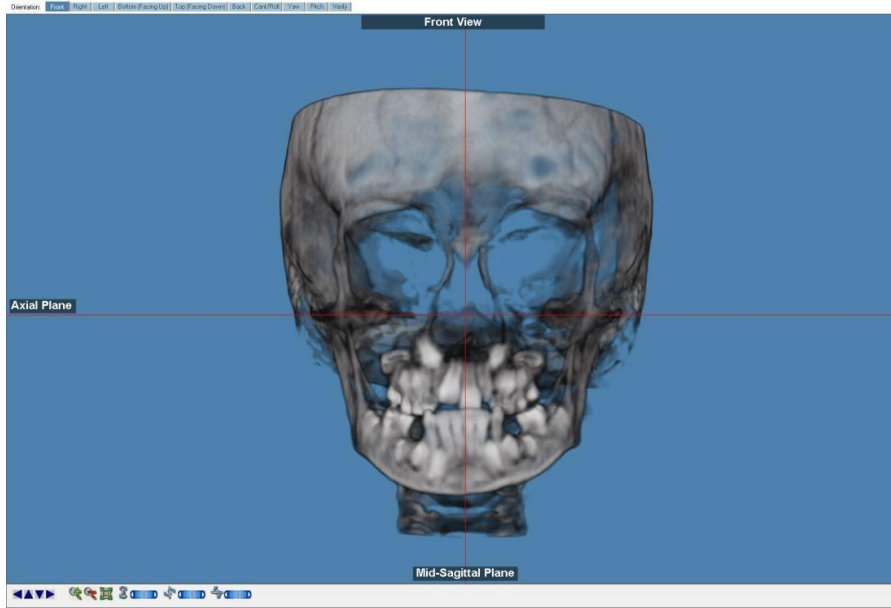 Orientation: Front Right Left Bottom (Facing Up) Top (Facing Down) Back Cant/Roll Yaw Pitch Verify
Front View
Axial Plane
Mid-Sagittal Plane